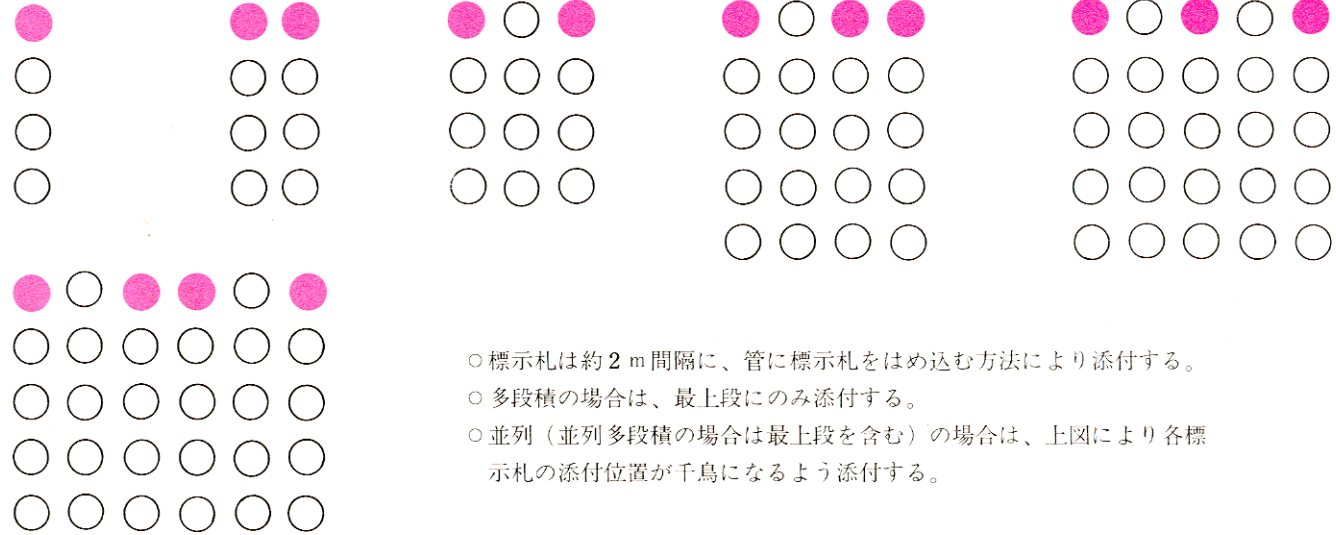 ○標示札は約2m間隔に、管に標示札をはめ込む方法により添付する。
○多段積の場合は、最上段にのみ添付する。
○並列（並列多段積の場合は最上段を含む）の場合は、上図により各標
示札の添付位置が千鳥になるよう添付する。